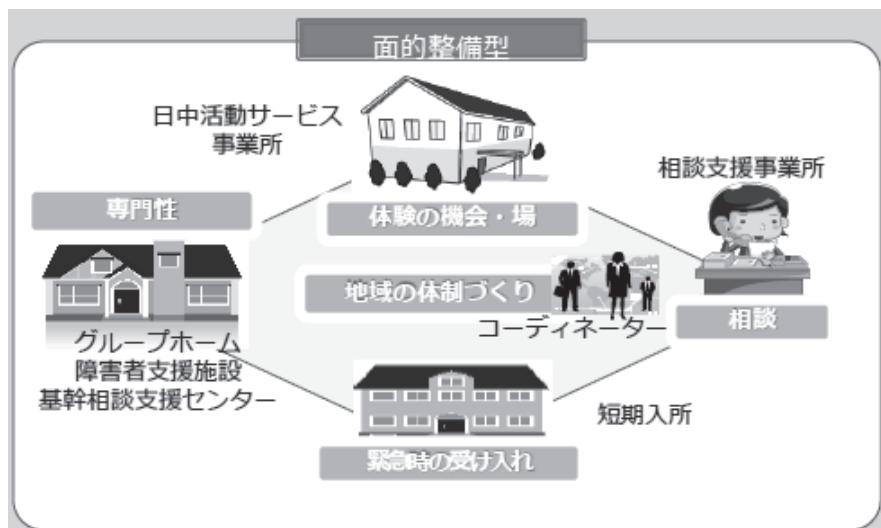 面的整備型
日中活動サービス
事業所
相談支援事業所
専門性
体験の機会・場
地域の体制づくり
コーディネーター
相談
グループホーム
障害者支援施設
基幹相談支援センター
短期入所
緊急時の受け入れ